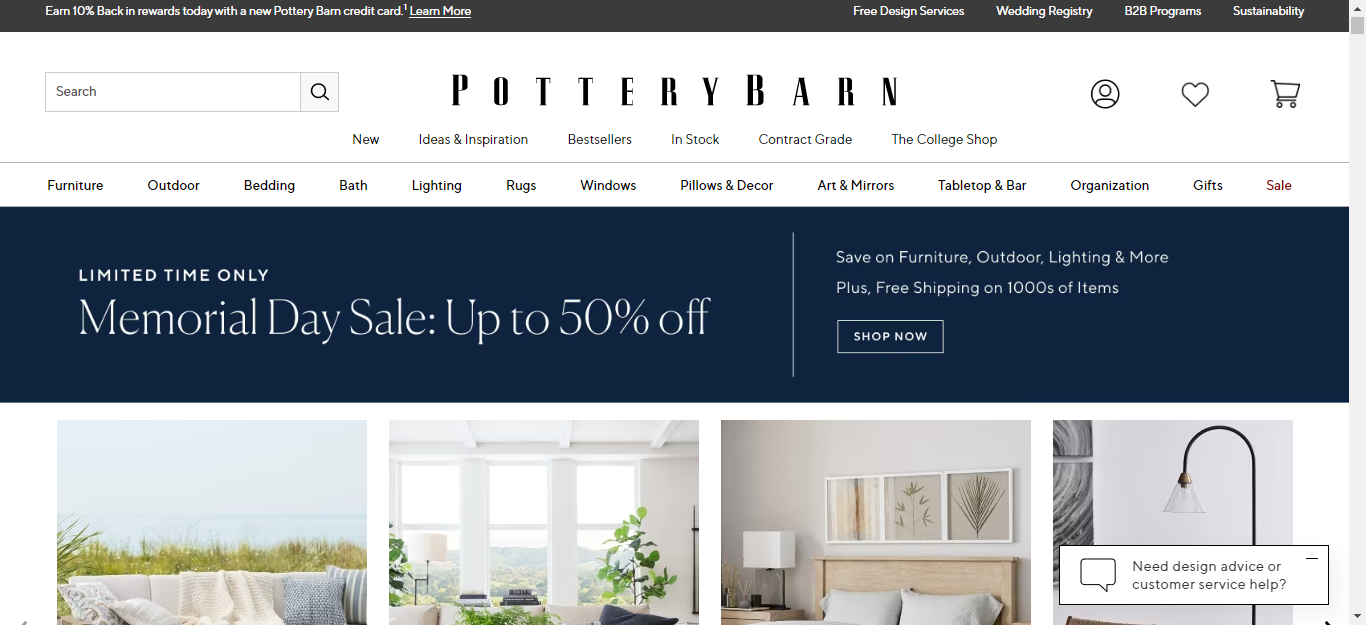 Earn 10% Back in rewards today with a new Pottery Barn credit card.¹ Learn More
Free Design Services
Wedding Registry
B2B Programs
Sustainability
Search
POTTERY BARN
New
Ideas & Inspiration
Bestsellers
In Stock
Contract Grade
The College Shop
Furniture
Outdoor
Bedding
Bath
Lighting
Rugs
Windows
Pillows & Decor
Art & Mirrors
Tabletop & Bar
Organization
Gifts
Sale
LIMITED TIME ONLY
Memorial Day Sale: Up to 50% off
Save on Furniture, Outdoor, Lighting & More
Plus, Free Shipping on 1000s of Items
SHOP NOW
Need design advice or
customer service help?